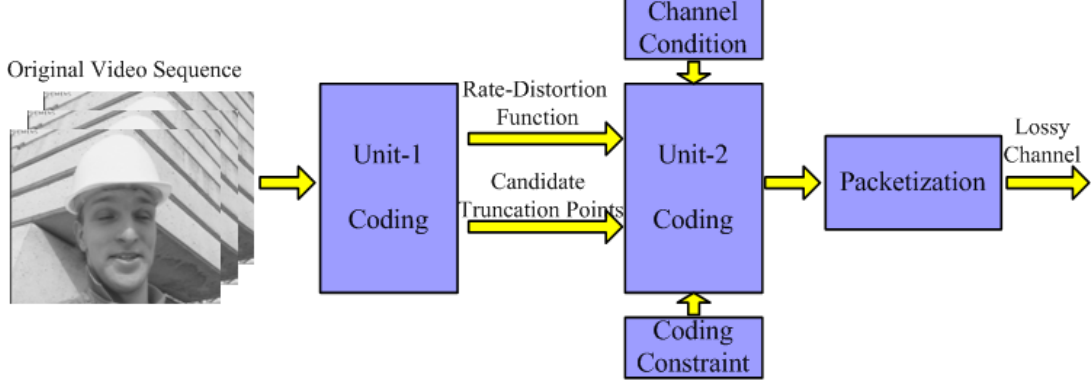 Channel
Condition
Original Video Sequence
SIEMENS
Rate-Distortion
Function
Unit-1
Coding
Candidate
Truncation Points
Unit-2
Coding
Packetization
Lossy
Channel
Coding
Constraint